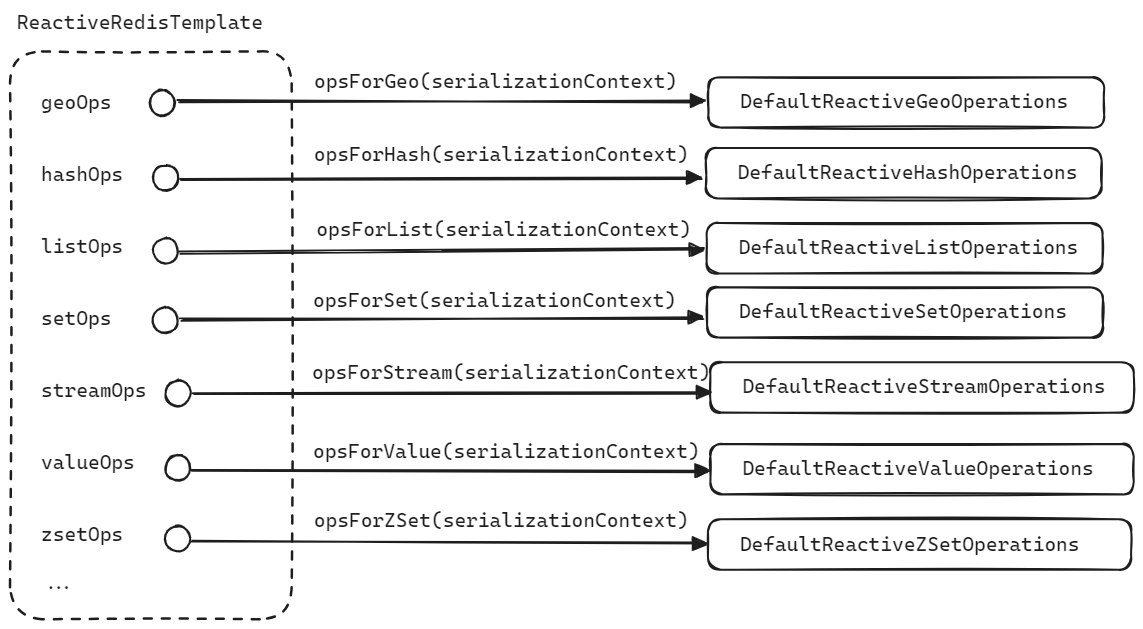 ReactiveRedisTemplate
geoOps
opsForGeo(serializationContext)
DefaultReactiveGeoOperations
hashOps
opsForHash(serializationContext)
DefaultReactiveHashOperations
listOps
opsForList(serializationContext)
DefaultReactiveListOperations
setOps
opsForSet(serializationContext)
DefaultReactiveSetOperations
streamOps
opsForStream(serializationContext)
DefaultReactiveStreamOperations
valueOps
opsForValue(serializationContext)
DefaultReactiveValueOperations
zsetOps
opsForZSet(serializationContext)
DefaultReactiveZSetOperations
...